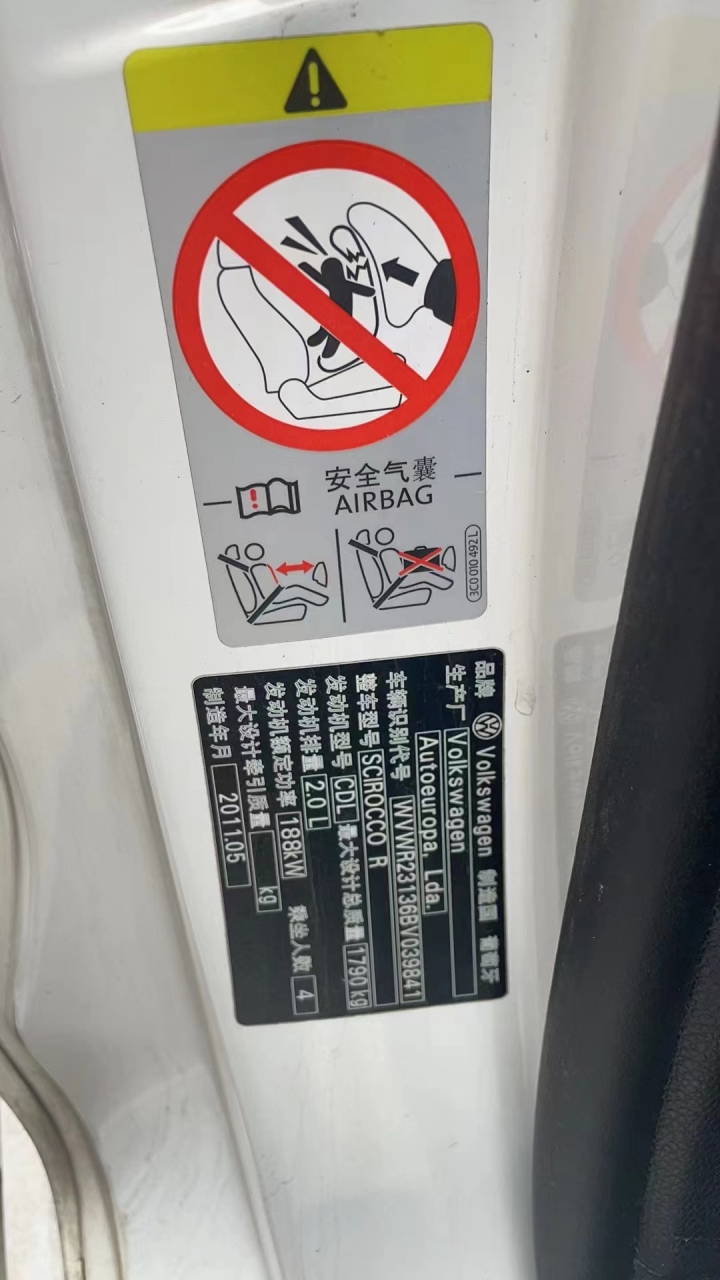 安全气囊
AIRBAG
3C0 010 492 L
品牌 Volkswagen 制造国 葡萄牙
生产厂 Volkswagen
Autoeuropa, Lda.
车辆识别代号 WVWR23136BV039841
整车型号 SCIROCCO R
发动机型号 CDL 最大设计总质量 1790 kg
发动机排量 2.0 L
发动机额定功率 188kW 乘坐人数 4
最大设计牵引质量 kg
制造年月 2011.05